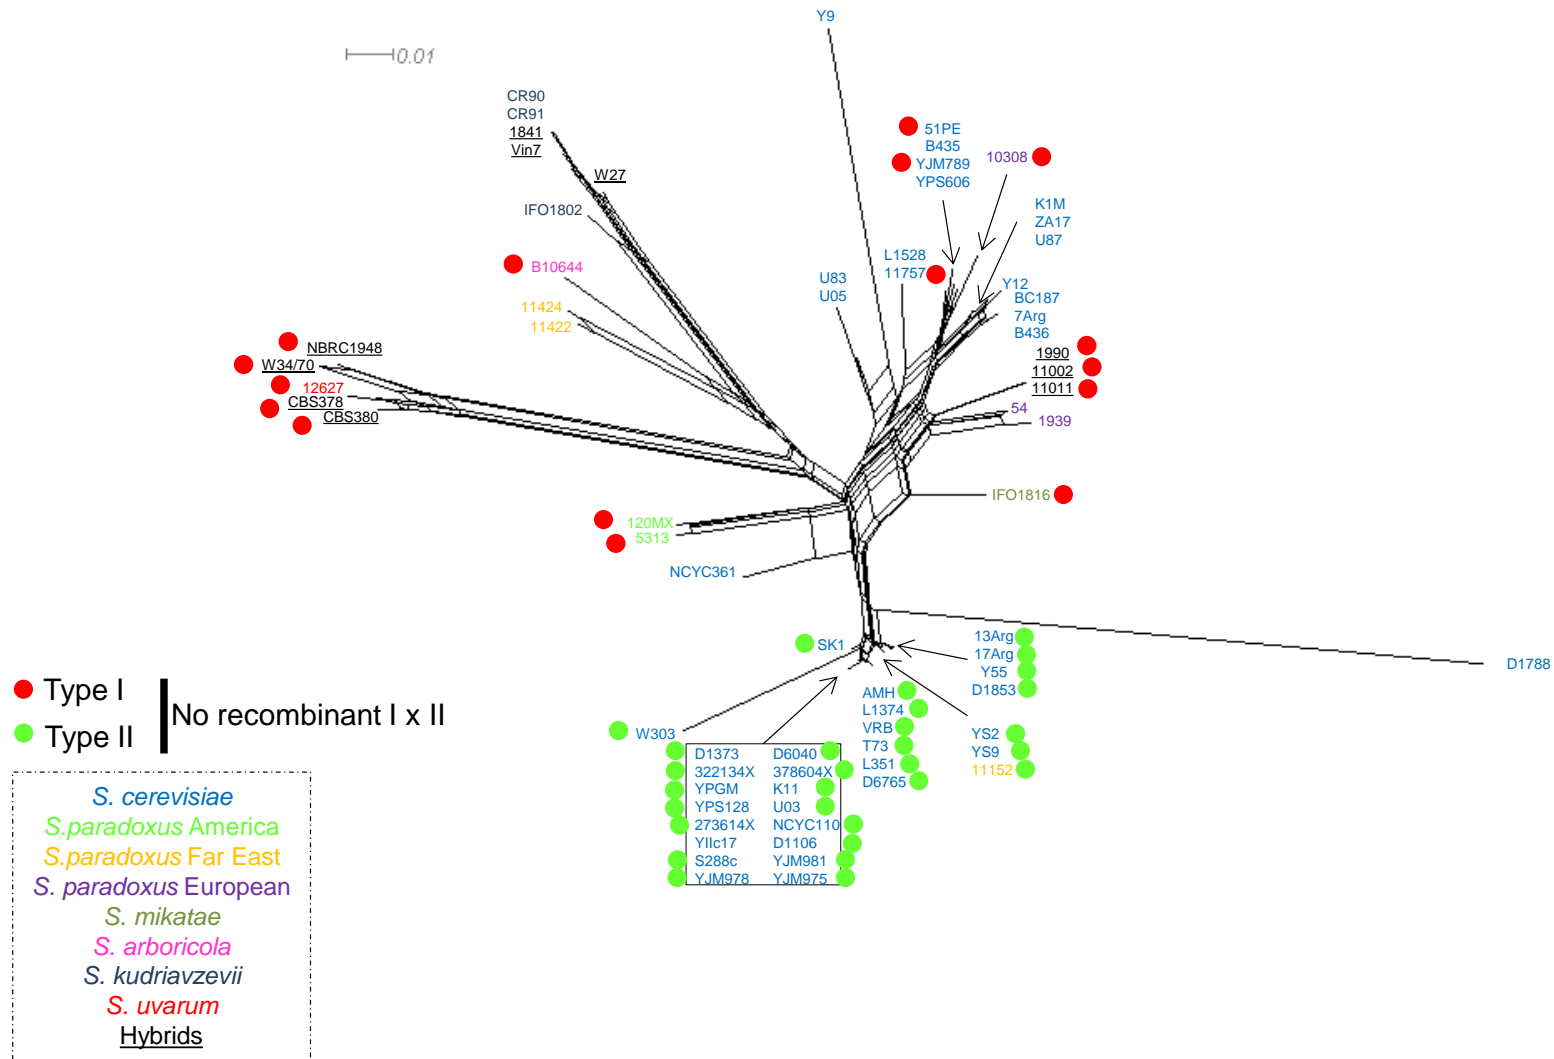 Y9
0.01
CR90
CR91
1841
Vin7
W27
IFO1802
B10644
11424
11422
NBRC1948
W34/70
12627
CBS378
CBS380
51PE
B435
YJM789
YPS606
10308
K1M
ZA17
U87
L1528
11757
U83
U05
Y12
BC187
7Arg
B436
1990
11002
11011
54
1939
IFO1816
120MX
5313
NCYC361
SK1
13Arg
17Arg
Y55
D1853
D1788
AMH
L1374
VRB
T73
L351
D6765
YS2
YS9
11152
W303
D1373 D6040
322134X 378604X
YPGM K11
YPS128 U03
273614X NCYC110
YIIc17 D1106
S288c YJM981
YJM978 YJM975
Type I
Type II
No recombinant I x II
S. cerevisiae
S.paradoxus America
S.paradoxus Far East
S. paradoxus European
S. mikatae
S. arboricola
S. kudriavzevii
S. uvarum
Hybrids